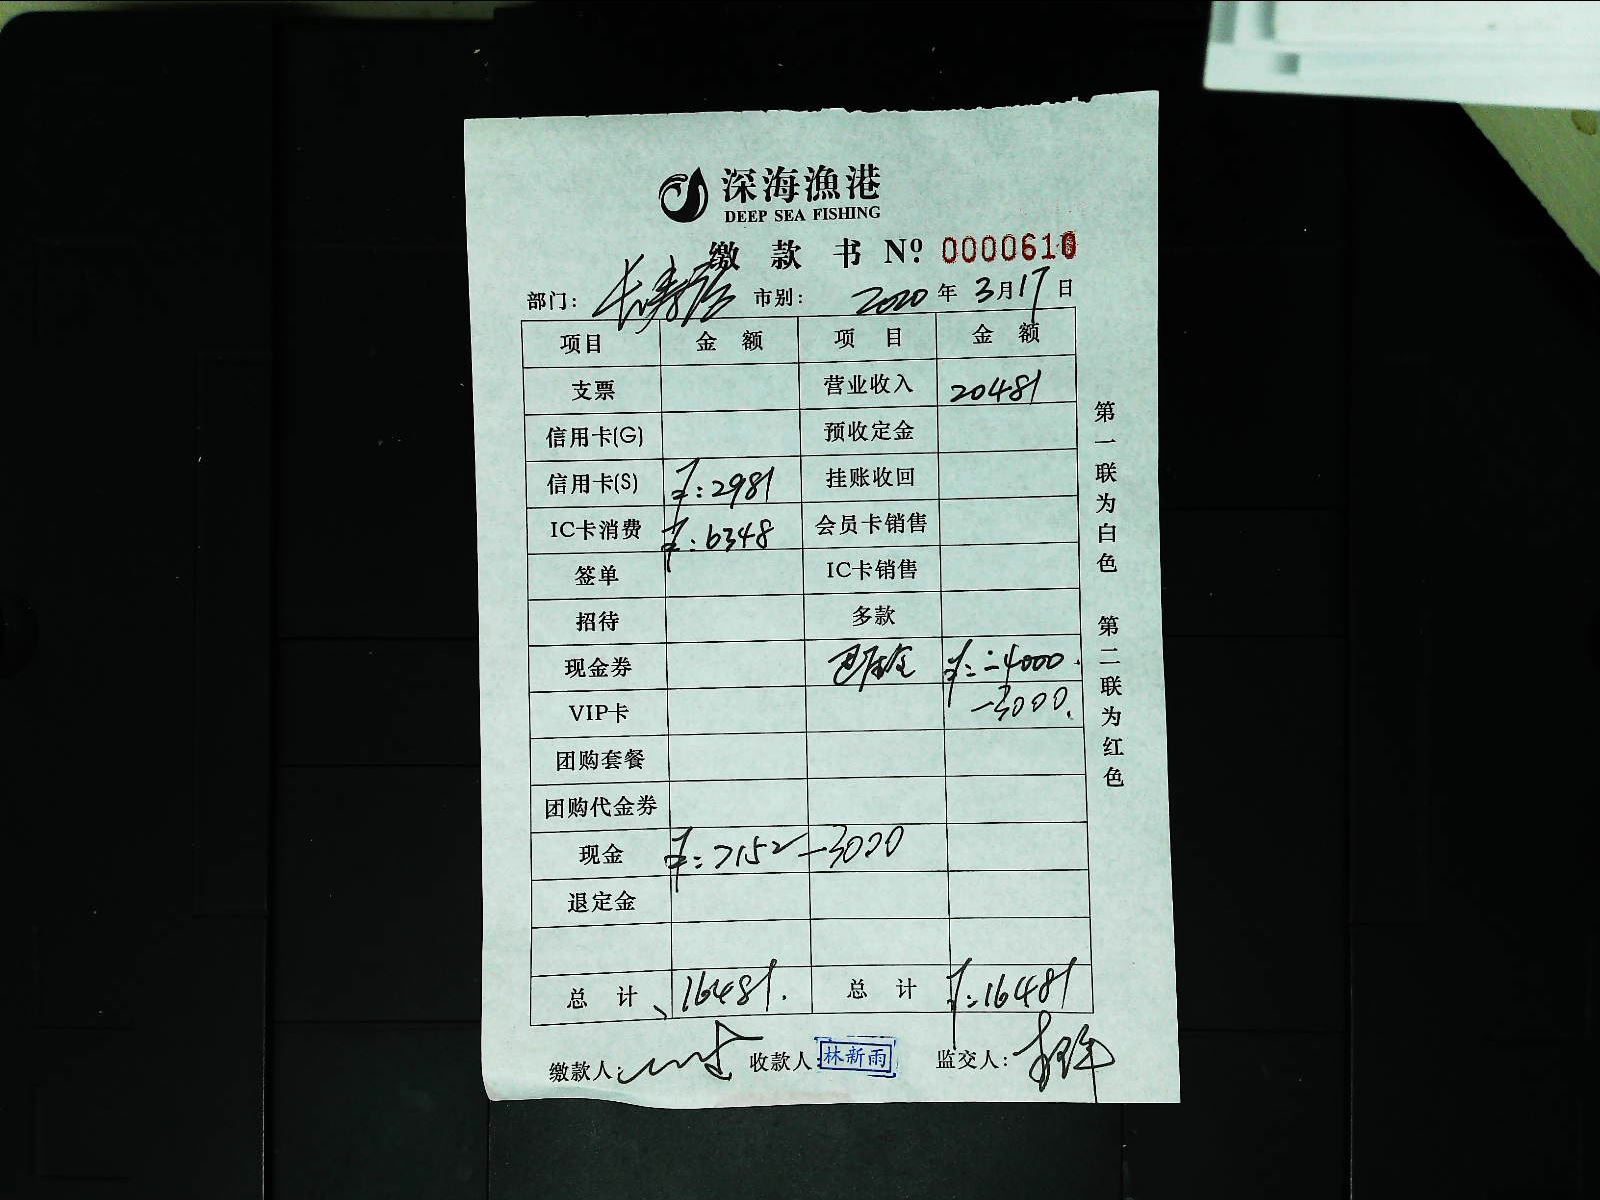 深海漁港
DEEP SEA FISHING
缴 款 书 Nº: 0000610
部门: 长寿路 市别: 2020 年 3 月 17 日
项目 金 额 项 目 金 额
支票 营业收入 20481
信用卡(G) 预收定金
信用卡(S) ¥:2981 挂账收回
IC卡消费 ¥:6348 会员卡销售
签单 IC卡销售
招待 多款
现金券 ¥:-4000
VIP卡 -3000.
团购套餐
团购代金券
现金 ¥:7152 -3000
退定金
总 计 16481. 总 计 ¥:16481
缴款人: 收款人: 林新雨 监交人:
第一联为白色 第二联为红色